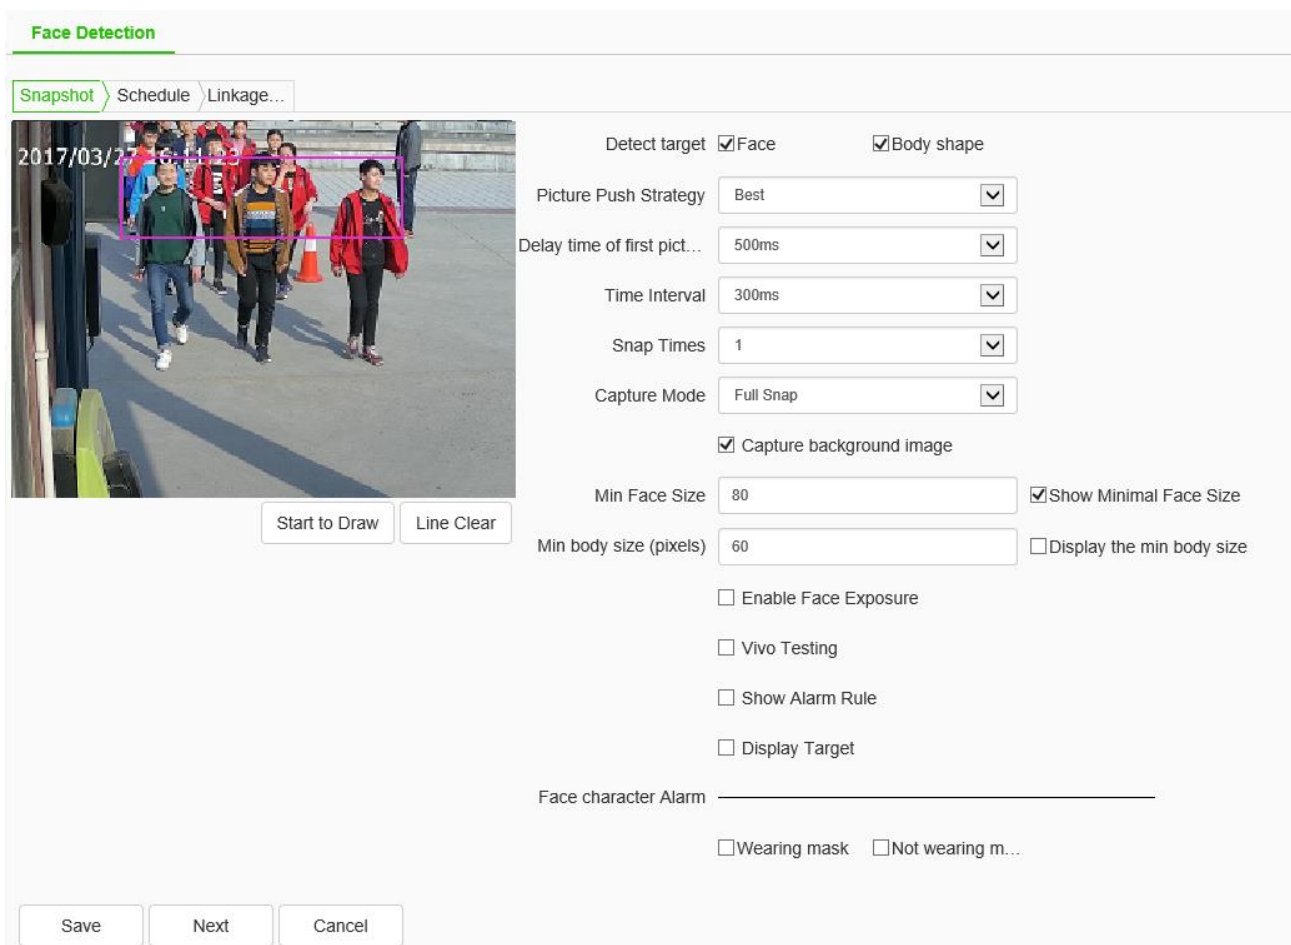 Face Detection
Snapshot Schedule Linkage...
2017/03/27
Detect target Face Body shape
Picture Push Strategy Best
Delay time of first pict... 500ms
Time Interval 300ms
Snap Times 1
Capture Mode Full Snap
Capture background image
Min Face Size 80 Show Minimal Face Size
Start to Draw Line Clear
Min body size (pixels) 60 Display the min body size
Enable Face Exposure
Vivo Testing
Show Alarm Rule
Display Target
Face character Alarm
Wearing mask Not wearing m...
Save Next Cancel